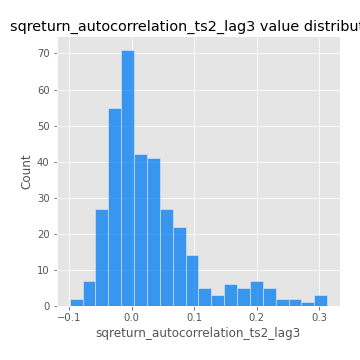 sqreturn_autocorrelation_ts2_lag3 value distribut
70
60
50
40
30
20
10
0
Count
−0.1 0.0 0.1 0.2 0.3
sqreturn_autocorrelation_ts2_lag3